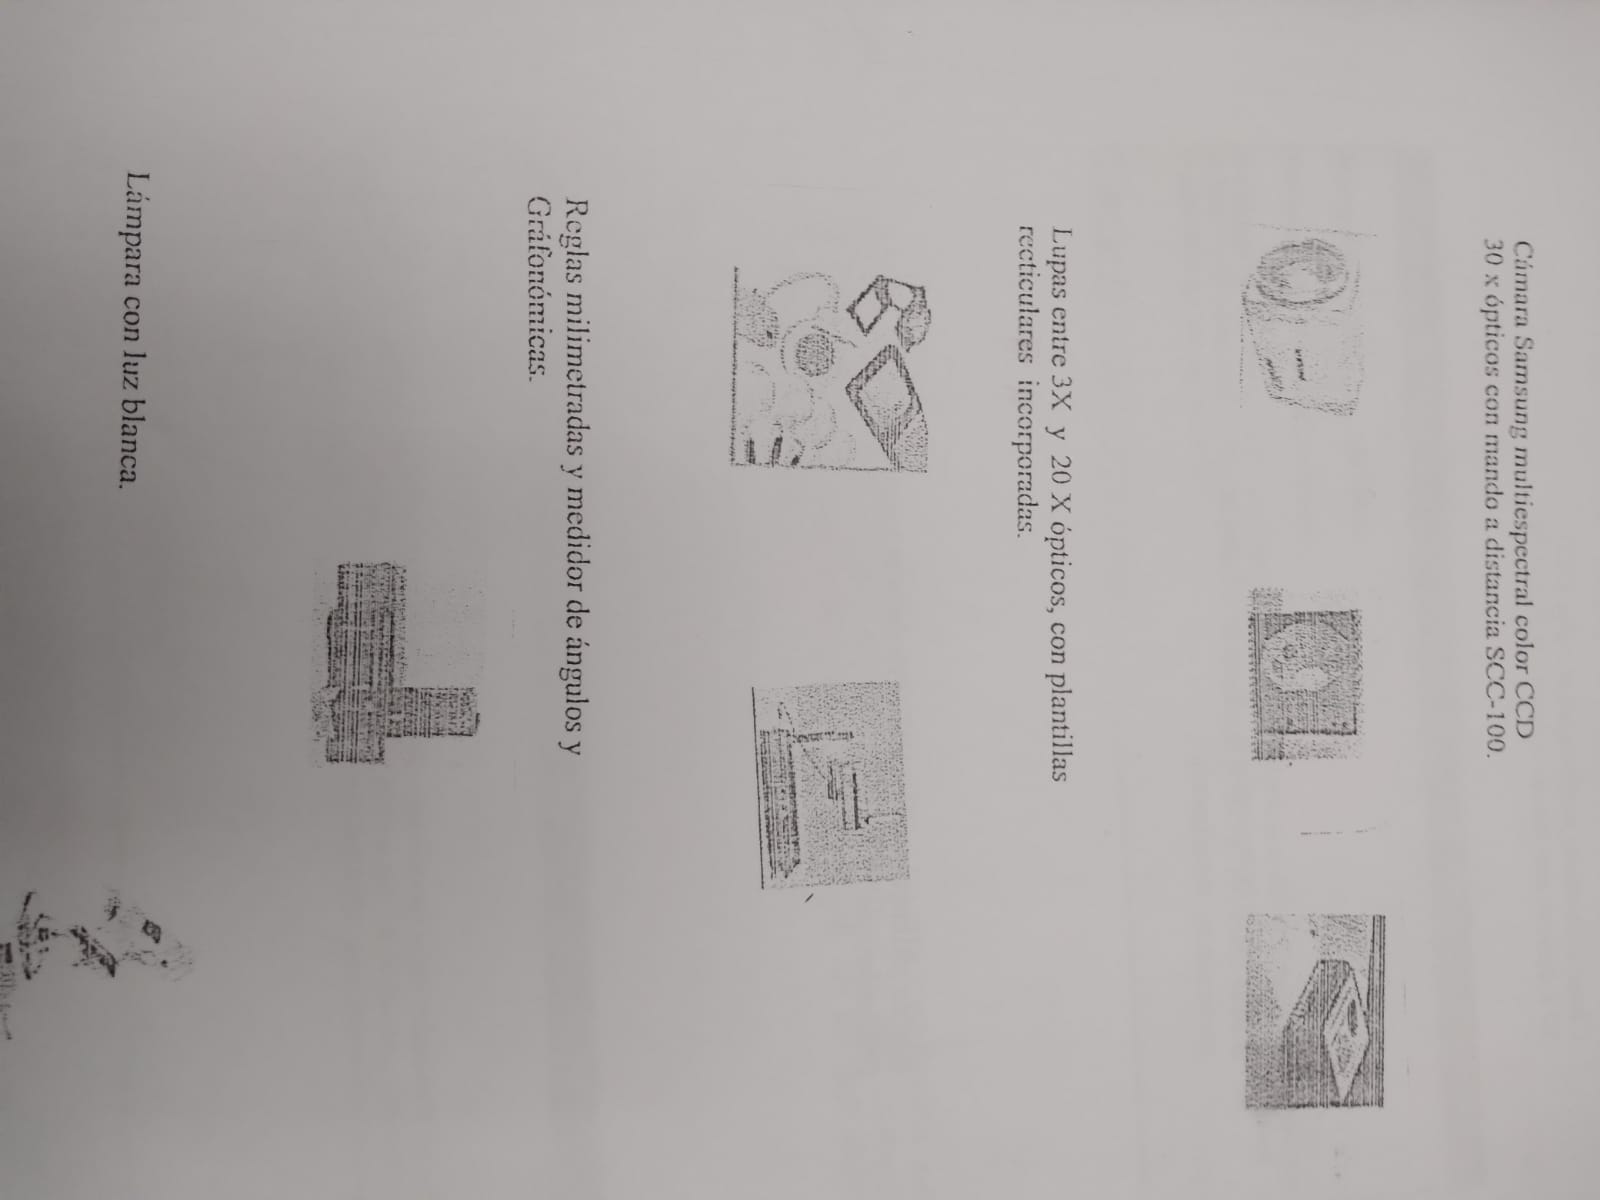 Cámara Samsung multiespectral color CCD
30 x ópticos con mando a distancia SCC-100.
Lupas entre 3X y 20 X ópticos, con plantillas
recticulares incorporadas.
Reglas milimetradas y medidor de ángulos y
Gráfonómicas.
Lámpara con luz blanca.